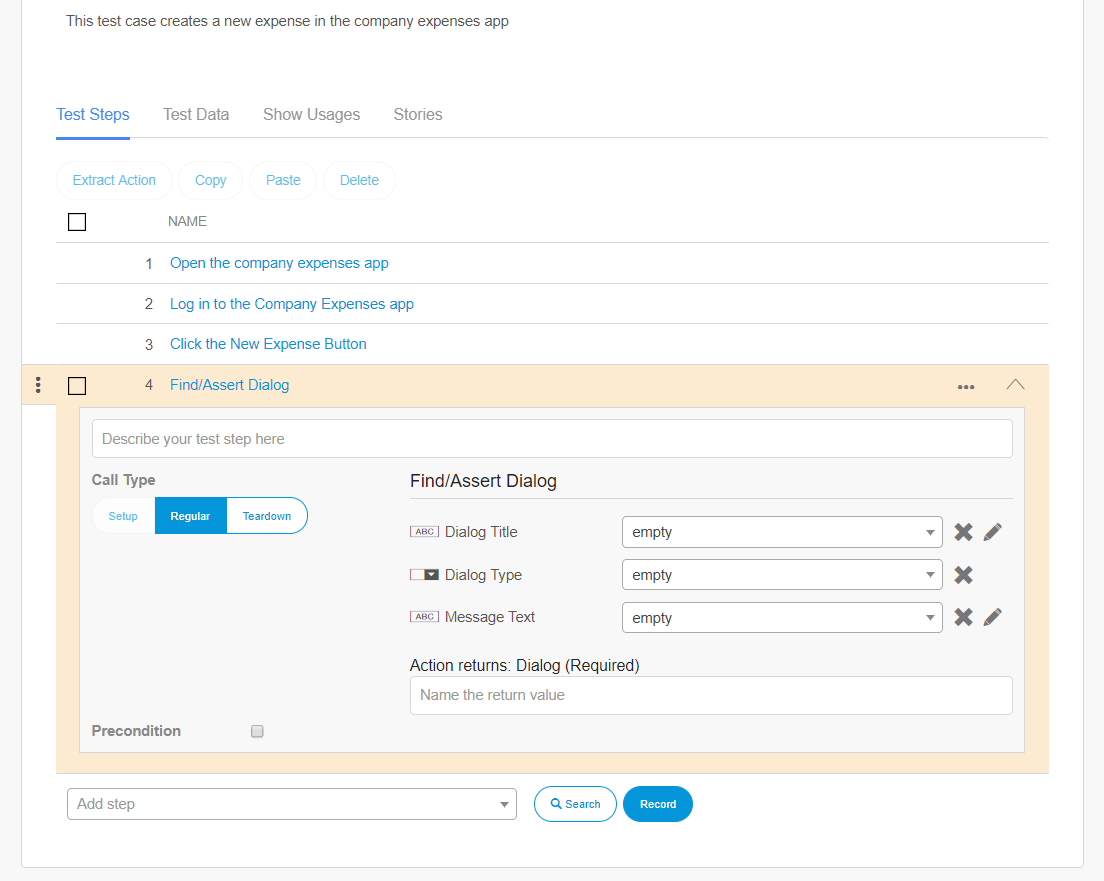 This test case creates a new expense in the company expenses app
Test Steps Test Data Show Usages Stories
Extract Action Copy Paste Delete
NAME
1 Open the company expenses app
2 Log in to the Company Expenses app
3 Click the New Expense Button
4 Find/Assert Dialog
Describe your test step here
Call Type
Find/Assert Dialog
Setup Regular Teardown
ABC Dialog Title empty
Dialog Type empty
ABC Message Text empty
Action returns: Dialog (Required)
Name the return value
Precondition
Add step Search Record